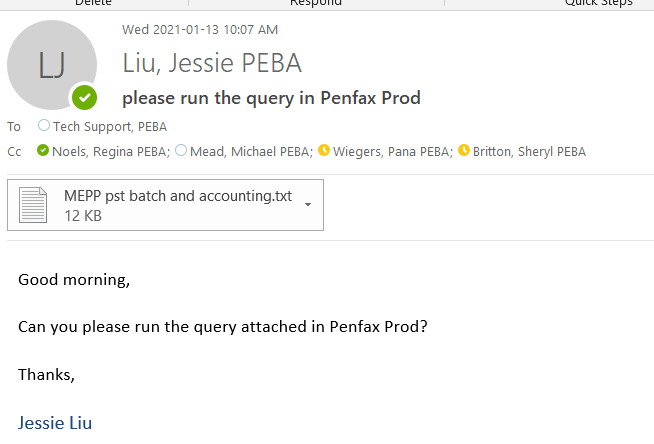 Delete Respond Quick Steps
Wed 2021-01-13 10:07 AM
LJ
Liu, Jessie PEBA
please run the query in Penfax Prod
To Tech Support, PEBA
Cc Noels, Regina PEBA; Mead, Michael PEBA; Wiegers, Pana PEBA; Britton, Sheryl PEBA
MEPP pst batch and accounting.txt
12 KB
Good morning,
Can you please run the query attached in Penfax Prod?
Thanks,
Jessie Liu